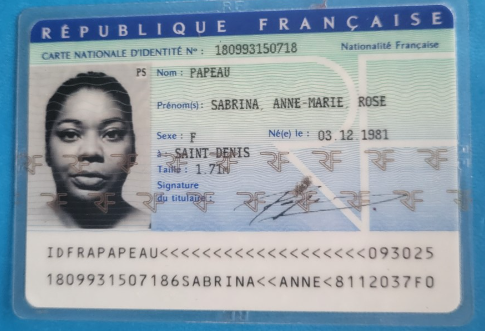 RÉPUBLIQUE FRANÇAISE
CARTE NATIONALE D'IDENTITÉ N° : 180993150718 Nationalité Française
PS Nom : PAPEAU
Prénom(s) : SABRINA ANNE-MARIE ROSE
Sexe : F Né(e) le : 03.12.1981
à : SAINT-DENIS
Taille : 1.71M
Signature
du titulaire :
IDFRAPAPEAU<<<<<<<<<<<<<<<<<<<<093025
1809931507186SABRINA<<ANNE<8112037F0